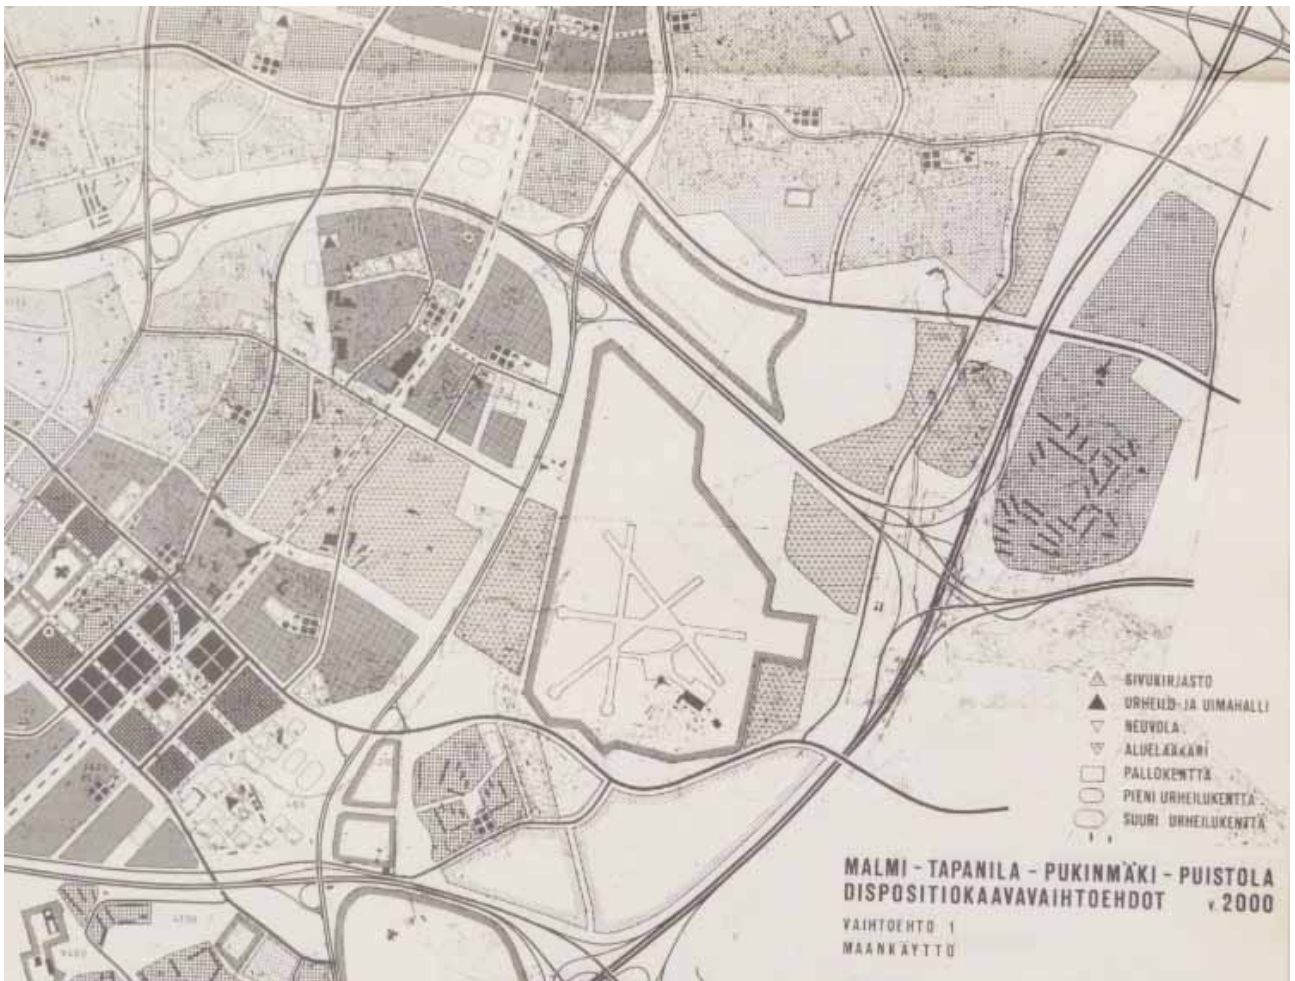 SIVUKIRJASTO
URHEILU- JA UIMAHALLI
NEUVOLA
ALUELÄÄKÄRI
PALLOKENTTÄ
PIENI URHEILUKENTTÄ
SUURI URHEILUKENTTÄ
MALMI - TAPANILA - PUKINMÄKI - PUISTOLA
DISPOSITIOKAAVAVAIHTOEHDOT v. 2000
VAIHTOEHTO 1
MAANKÄYTTÖ